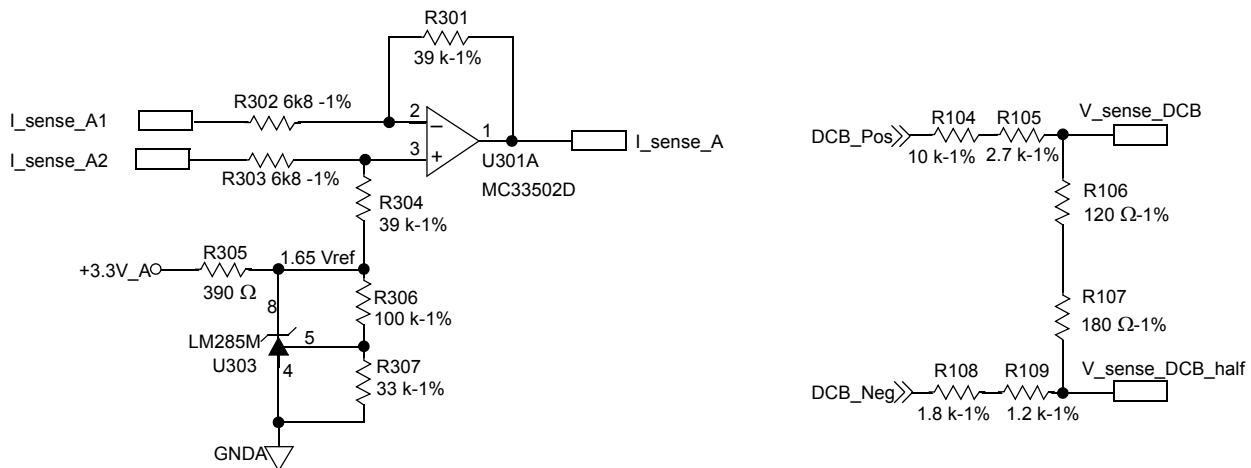 R301
39 k-1%
I_sense_A1
R302 6k8 -1%
2
1
I_sense_A
I_sense_A2
3
R303 6k8 -1%
U301A
MC33502D
R304
39 k-1%
+3.3V_A
R305
390 Ω
1.65 Vref
8
R306
100 k-1%
LM285M
U303
5
4
R307
33 k-1%
GNDA
DCB_Pos
R104
10 k-1%
R105
2.7 k-1%
V_sense_DCB
R106
120 Ω-1%
R107
180 Ω-1%
DCB_Neg
R108
1.8 k-1%
R109
1.2 k-1%
V_sense_DCB_half